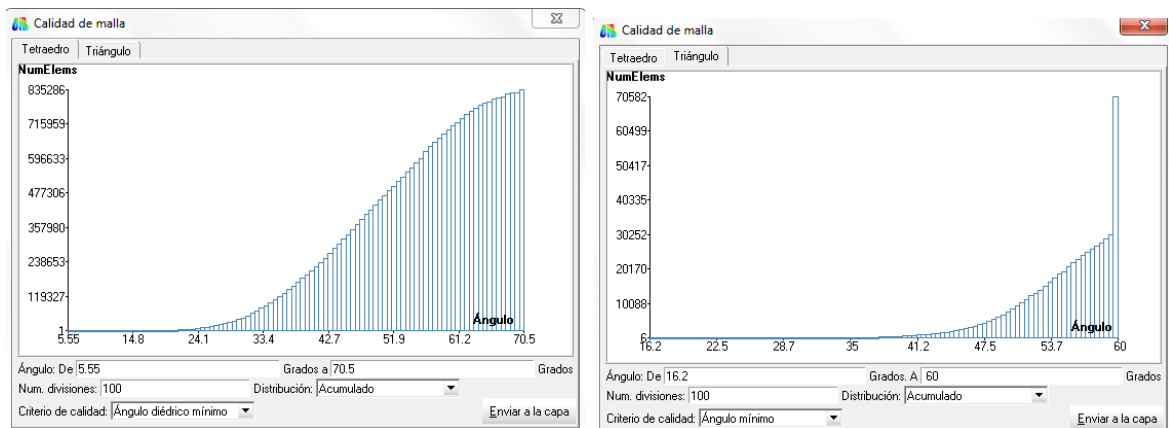 Calidad de malla
Tetraedro Triángulo
NumElems
835286
715959
596633
477306
357980
238653
119327
1
Ángulo
5.55 14.8 24.1 33.4 42.7 51.9 61.2 70.5
Ángulo: De 5.55 Grados a 70.5 Grados
Num. divisiones: 100 Distribución: Acumulado
Criterio de calidad: Ángulo diédrico mínimo Enviar a la capa
Calidad de malla
Tetraedro Triángulo
NumElems
70582
60499
50417
40335
30252
20170
10088
6
Ángulo
16.2 22.5 28.7 35 41.2 47.5 53.7 60
Ángulo: De 16.2 Grados. A 60 Grados
Num. divisiones: 100 Distribución: Acumulado
Criterio de calidad: Ángulo mínimo Enviar a la capa